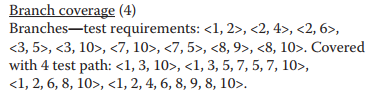 Branch coverage (4)
Branches—test requirements: <1, 2>, <2, 4>, <2, 6>,
<3, 5>, <3, 10>, <7, 10>, <7, 5>, <8, 9>, <8, 10>. Covered
with 4 test path: <1, 3, 10>, <1, 3, 5, 7, 5, 7, 10>,
<1, 2, 6, 8, 10>, <1, 2, 4, 6, 8, 9, 8, 10>.